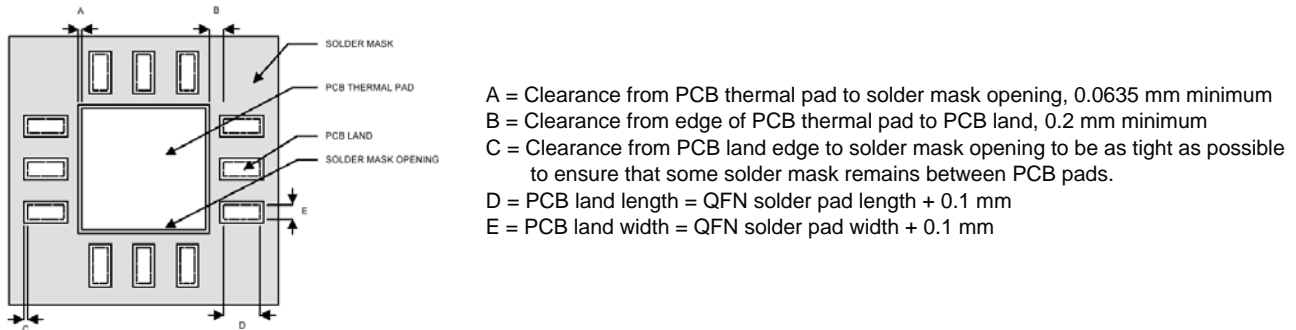 A
B
SOLDER MASK
PCB THERMAL PAD
PCB LAND
SOLDER MASK OPENING
E
C
D
A = Clearance from PCB thermal pad to solder mask opening, 0.0635 mm minimum
B = Clearance from edge of PCB thermal pad to PCB land, 0.2 mm minimum
C = Clearance from PCB land edge to solder mask opening to be as tight as possible
to ensure that some solder mask remains between PCB pads.
D = PCB land length = QFN solder pad length + 0.1 mm
E = PCB land width = QFN solder pad width + 0.1 mm